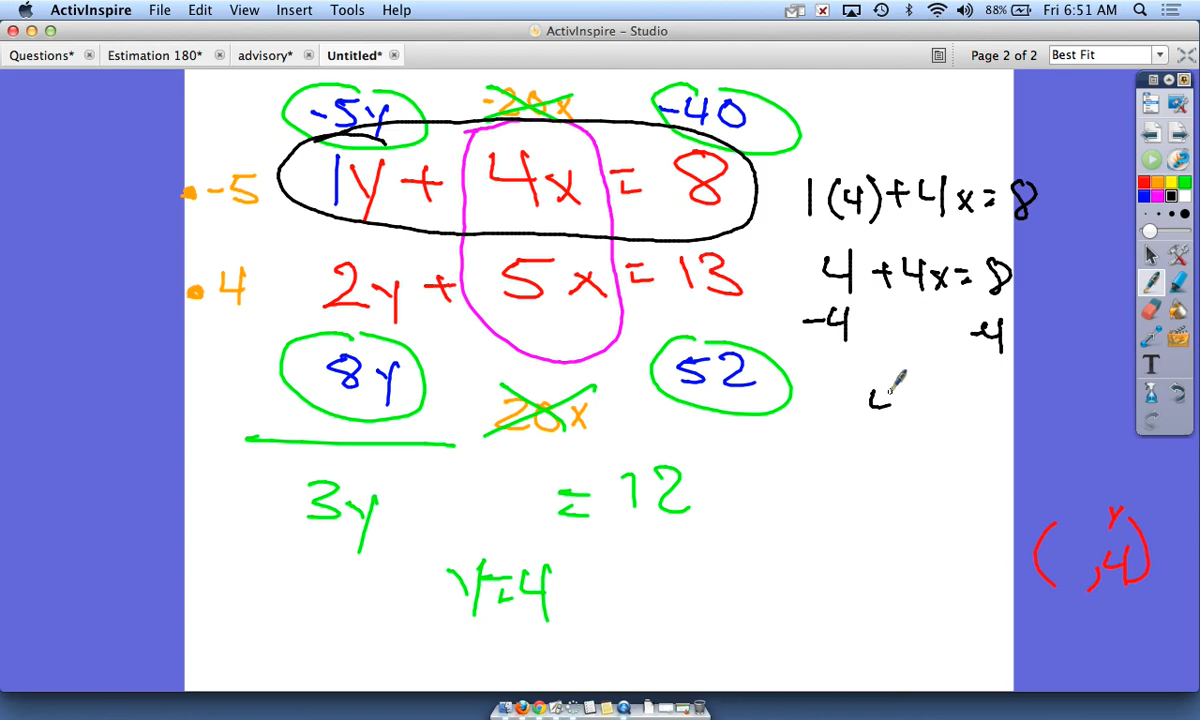 ActivInspire File Edit View Insert Tools Help 88% Fri 6:51 AM
ActivInspire – Studio
Questions* Estimation 180* advisory* Untitled* Page 2 of 2 Best Fit
-5y -20x -40
•-5 1y + 4x = 8
•4 2y + 5x = 13
8y 20x 52
3y = 12
y=4
1(4)+4x=8
4+4x=8
-4 -4
y
( ,4)
T